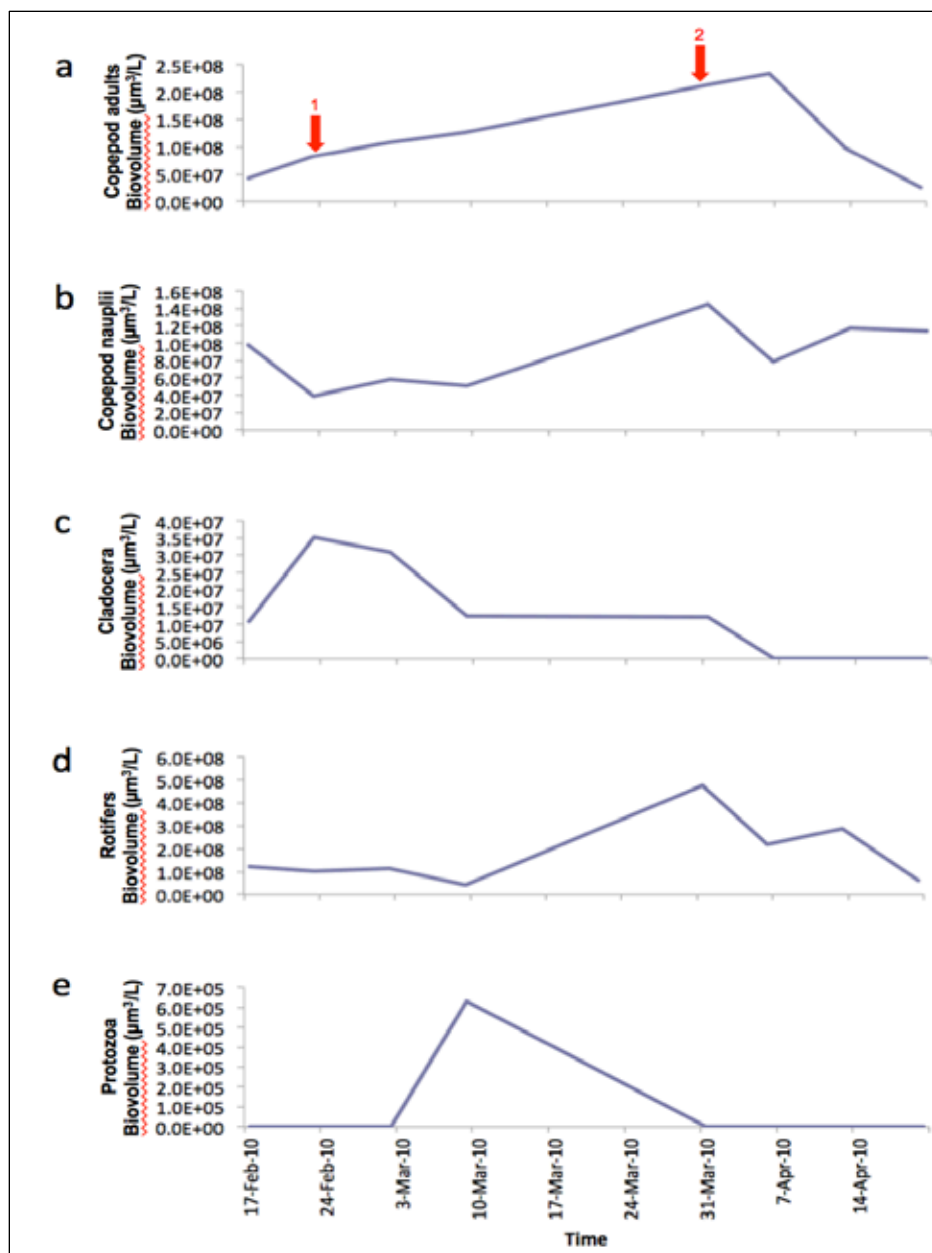 1
2
a
Copepod adults
Biovolume (µm³/L)
2.5E+08
2.0E+08
1.5E+08
1.0E+08
5.0E+07
0.0E+00
b
Copepod nauplii
Biovolume (µm³/L)
1.6E+08
1.4E+08
1.2E+08
1.0E+08
8.0E+07
6.0E+07
4.0E+07
2.0E+07
0.0E+00
c
Cladocera
Biovolume (µm³/L)
4.0E+07
3.5E+07
3.0E+07
2.5E+07
2.0E+07
1.5E+07
1.0E+07
5.0E+06
0.0E+00
d
Rotifers
Biovolume (µm³/L)
6.0E+08
5.0E+08
4.0E+08
3.0E+08
2.0E+08
1.0E+08
0.0E+00
e
Protozoa
Biovolume (µm³/L)
7.0E+05
6.0E+05
5.0E+05
4.0E+05
3.0E+05
2.0E+05
1.0E+05
0.0E+00
17-Feb-10
24-Feb-10
3-Mar-10
10-Mar-10
17-Mar-10
24-Mar-10
31-Mar-10
7-Apr-10
14-Apr-10
Time